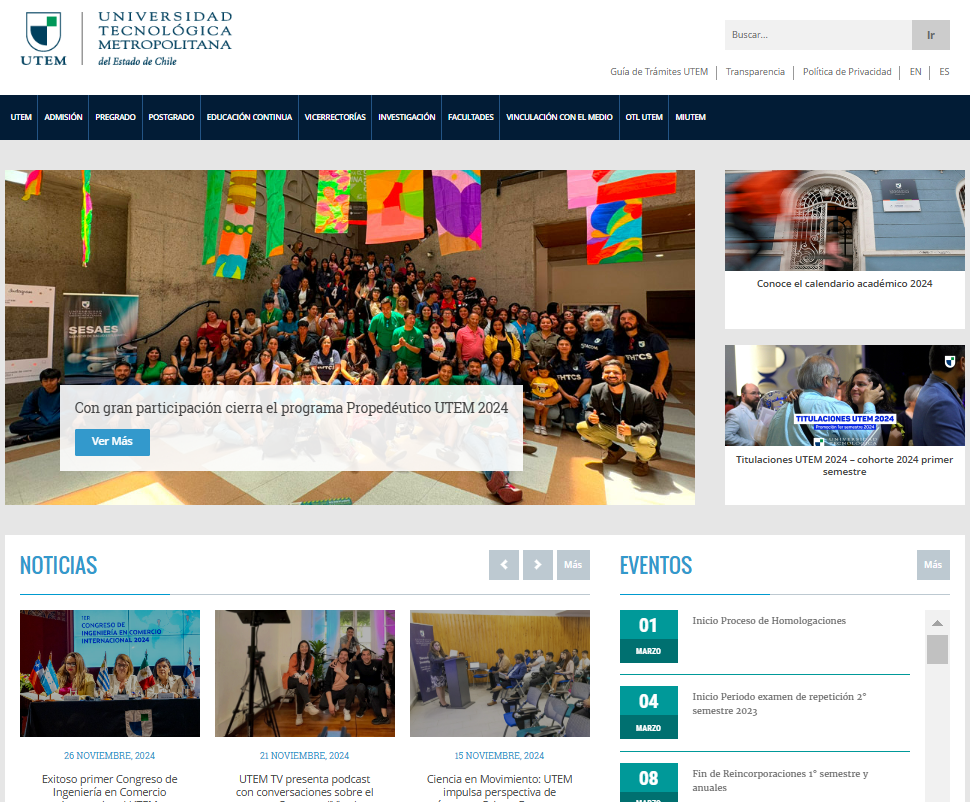 UTEM
UNIVERSIDAD
TECNOLÓGICA
METROPOLITANA
del Estado de Chile
Buscar...
Ir
Guía de Trámites UTEM
Transparencia
Política de Privacidad
EN
ES
UTEM
ADMISIÓN
PREGRADO
POSTGRADO
EDUCACIÓN CONTINUA
VICERRECTORÍAS
INVESTIGACIÓN
FACULTADES
VINCULACIÓN CON EL MEDIO
OTL UTEM
MIUTEM
SESAES
Con gran participación cierra el programa Propedéutico UTEM 2024
Ver Más
Conoce el calendario académico 2024
TITULACIONES UTEM 2024
Promoción 1er semestre 2024
Titulaciones UTEM 2024 – cohorte 2024 primer
semestre
NOTICIAS
Más
1ER
CONGRESO DE
INGENIERÍA EN COMERCIO
INTERNACIONAL 2024
26 NOVIEMBRE, 2024
Exitoso primer Congreso de
Ingeniería en Comercio
21 NOVIEMBRE, 2024
UTEM TV presenta podcast
con conversaciones sobre el
15 NOVIEMBRE, 2024
Ciencia en Movimiento: UTEM
impulsa perspectiva de
EVENTOS
Más
01
MARZO
Inicio Proceso de Homologaciones
04
MARZO
Inicio Periodo examen de repetición 2°
semestre 2023
08
MARZO
Fin de Reincorporaciones 1° semestre y
anuales